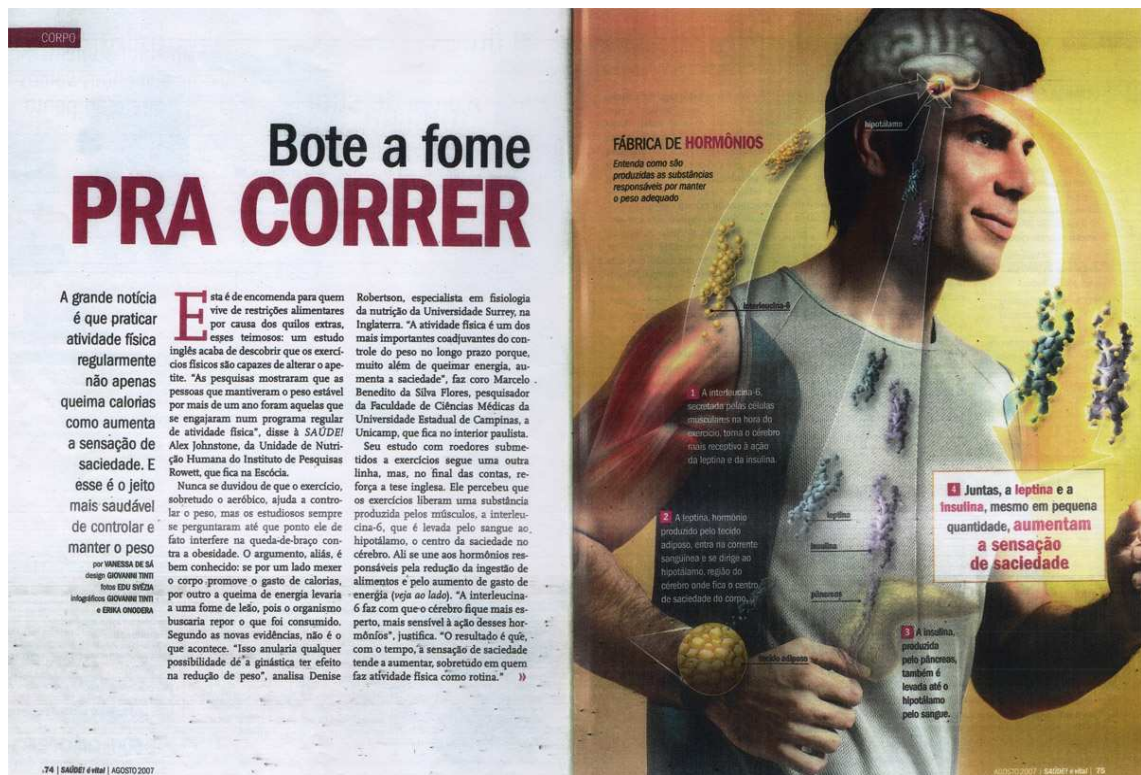 CORPO
Bote a fome
PRA CORRER
A grande notícia
é que praticar
atividade física
regularmente
não apenas
queima calorias
como aumenta
a sensação de
saciedade. E
esse é o jeito
mais saudável
de controlar e
manter o peso
por VANESSA DE SÁ
design GIOVANNI TINTI
fotos EDU SVÉZIA
infográficos GIOVANNI TINTI
e ERIKA ONODERA
Esta é de encomenda para quem
vive de restrições alimentares
por causa dos quilos extras,
esses teimosos: um estudo
inglês acaba de descobrir que os exercí-
cios físicos são capazes de alterar o ape-
tite. “As pesquisas mostraram que as
pessoas que mantiveram o peso estável
por mais de um ano foram aquelas que
se engajaram num programa regular
de atividade física”, disse à SAÚDE!
Alex Johnstone, da Unidade de Nutri-
ção Humana do Instituto de Pesquisas
Rowett, que fica na Escócia.
Nunca se duvidou de que o exercício,
sobretudo o aeróbico, ajuda a contro-
lar o peso, mas os estudiosos sempre
se perguntaram até que ponto ele de
fato interfere na queda-de-braço con-
tra a obesidade. O argumento, aliás, é
bem conhecido: se por um lado mexer
o corpo promove o gasto de calorias,
por outro a queima de energia levaria
a uma fome de leão, pois o organismo
buscaria repor o que foi consumido.
Segundo as novas evidências, não é o
que acontece. “Isso anularia qualquer
possibilidade de a ginástica ter efeito
na redução de peso”, analisa Denise
Robertson, especialista em fisiologia
da nutrição da Universidade Surrey, na
Inglaterra. “A atividade física é um dos
mais importantes coadjuvantes do con-
trole do peso no longo prazo porque,
muito além de queimar energia, au-
menta a saciedade”, faz coro Marcelo
Benedito da Silva Flores, pesquisador
da Faculdade de Ciências Médicas da
Universidade Estadual de Campinas, a
Unicamp, que fica no interior paulista.
Seu estudo com roedores subme-
tidos a exercícios segue uma outra
linha, mas, no final das contas, re-
força a tese inglesa. Ele percebeu que
os exercícios liberam uma substância
produzida pelos músculos, a interleu-
cina-6, que é levada pelo sangue ao
hipotálamo, o centro da saciedade no
cérebro. Ali se une aos hormônios res-
ponsáveis pela redução da ingestão de
alimentos e pelo aumento de gasto de
energia (veja ao lado). “A interleucina-
6 faz com que o cérebro fique mais es-
perto, mais sensível à ação desses hor-
mônios”, justifica. “O resultado é que,
com o tempo, a sensação de saciedade
tende a aumentar, sobretudo em quem
faz atividade física como rotina.” »
74 | SAÚDE! é vital | AGOSTO 2007
FÁBRICA DE HORMÔNIOS
Entenda como são
produzidas as substâncias
responsáveis por manter
o peso adequado
hipotálamo
interleucina-6
1 A interleucina-6,
secretada pelas células
musculares na hora do
exercício, torna o cérebro
mais receptivo à ação
da leptina e da insulina.
2 A leptina, hormônio
produzido pelo tecido
adiposo, entra na corrente
sangüínea e se dirige ao
hipotálamo, região do
cérebro onde fica o centro
de saciedade do corpo.
leptina
insulina
pâncreas
tecido adiposo
3 A insulina,
produzida
pelo pâncreas,
também é
levada até o
hipotálamo
pelo sangue.
4 Juntas, a leptina e a
insulina, mesmo em pequena
quantidade, aumentam
a sensação
de saciedade
AGOSTO 2007 | SAÚDE! é vital | 75